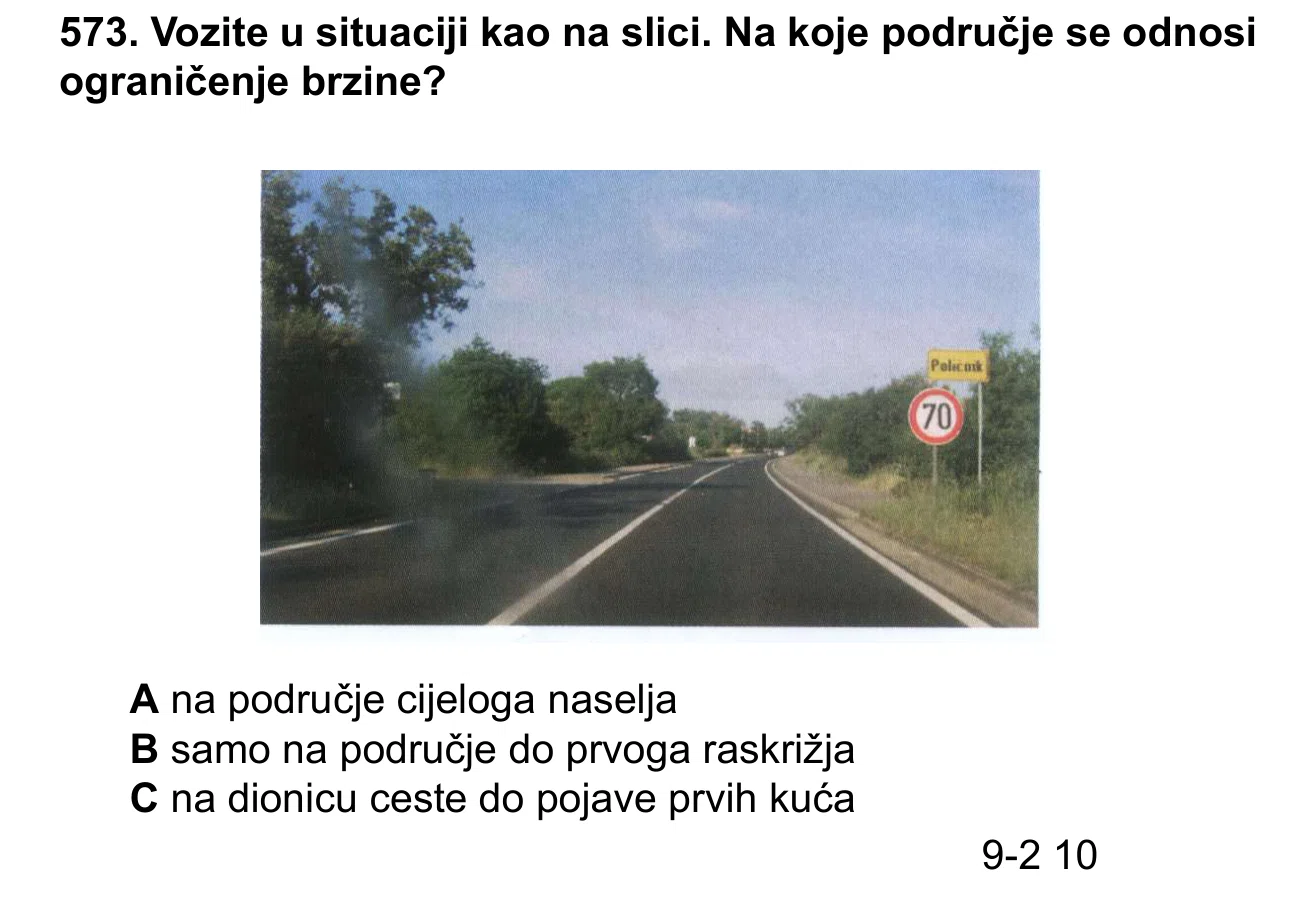 573. Vozite u situaciji kao na slici. Na koje područje se odnosi
ograničenje brzine?
Policnik
70
A na područje cijeloga naselja
B samo na područje do prvoga raskrižja
C na dionicu ceste do pojave prvih kuća
9-2 10